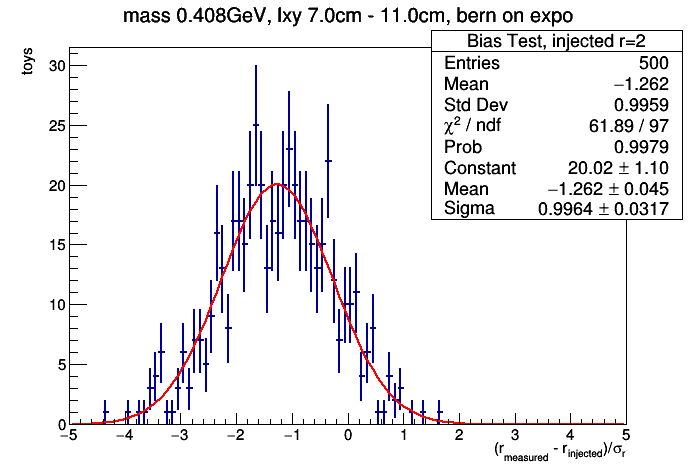 mass 0.408GeV, lxy 7.0cm - 11.0cm, bern on expo
Bias Test, injected r=2
Entries 500
Mean −1.262
Std Dev 0.9959
χ² / ndf 61.89 / 97
Prob 0.9979
Constant 20.02 ± 1.10
Mean −1.262 ± 0.045
Sigma 0.9964 ± 0.0317
toys
30
25
20
15
10
5
0
−5 −4 −3 −2 −1 0 1 2 3 4 5
(r_measured - r_injected)/σ_r